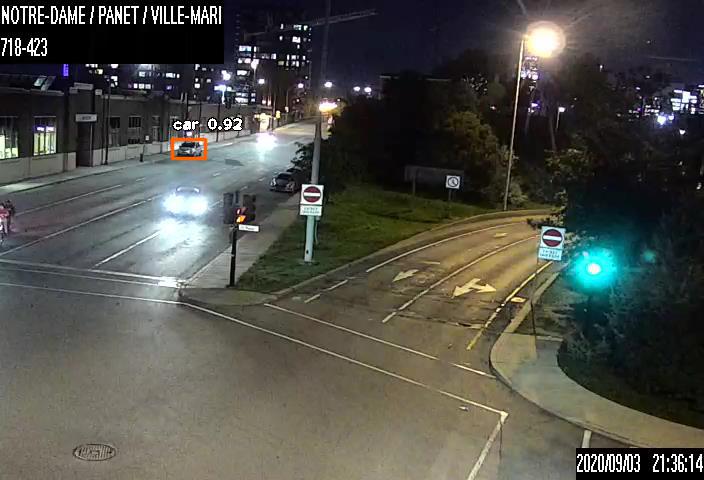 NOTRE-DAME / PANET / VILLE-MARI
718-423
car 0.92
2020/09/03 21:36:14